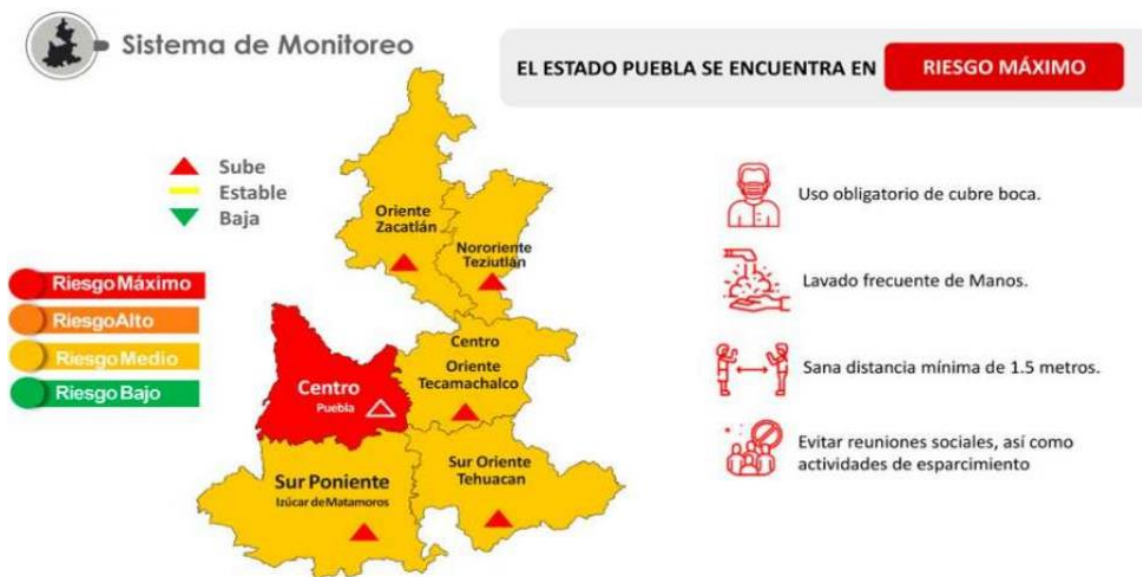 Sistema de Monitoreo
EL ESTADO PUEBLA SE ENCUENTRA EN RIESGO MÁXIMO
Sube
Estable
Baja
Riesgo Máximo
RiesgoAlto
Riesgo Medio
Riesgo Bajo
Oriente
Zacatlán
Nororiente
Teziutlán
Centro
Oriente
Tecamachalco
Centro
Puebla
Sur Poniente
Izúcar de Matamoros
Sur Oriente
Tehuacan
Uso obligatorio de cubre boca.
Lavado frecuente de Manos.
Sana distancia mínima de 1.5 metros.
Evitar reuniones sociales, así como
actividades de esparcimiento